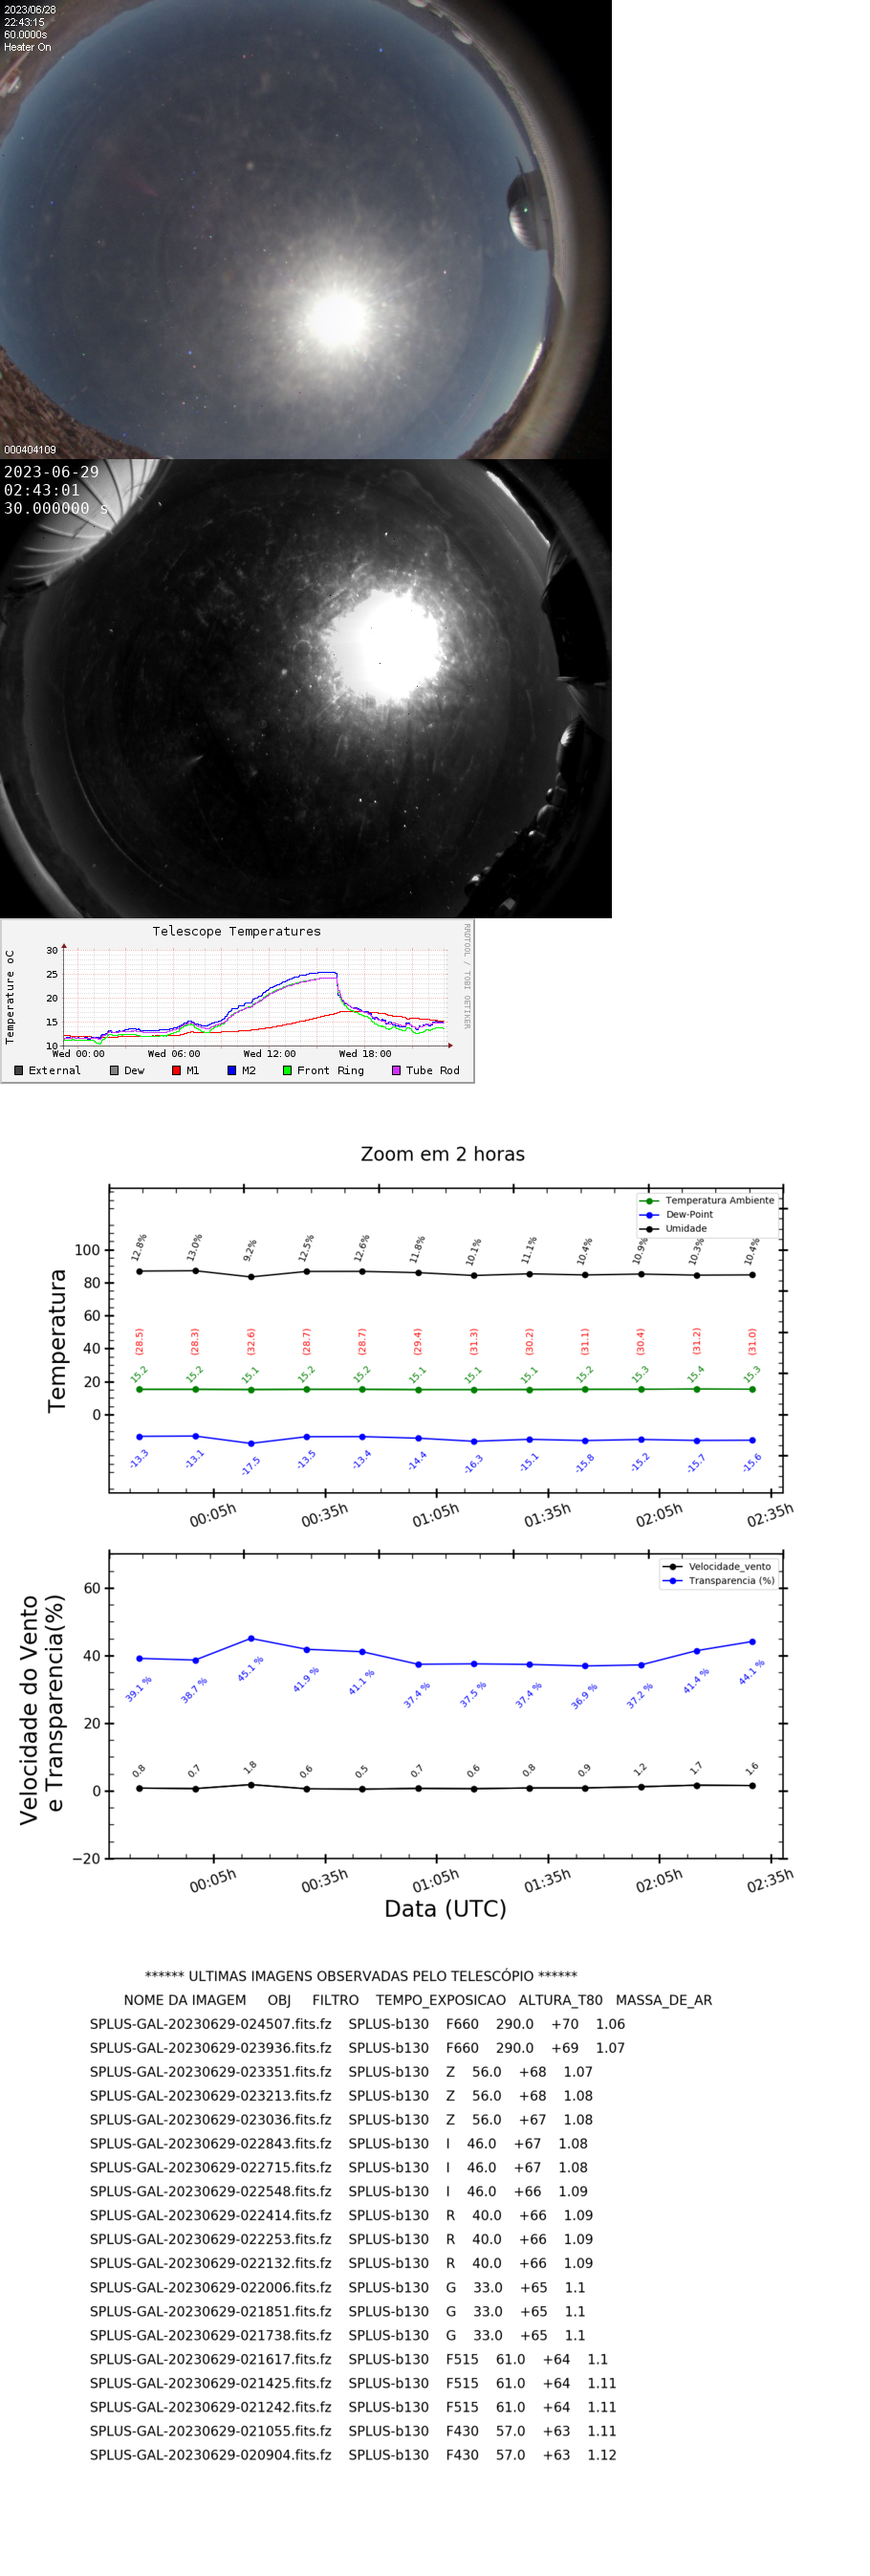 2023/06/28
22:43:15
60.0000s
Heater On
000404109
2023-06-29
02:43:01
30.000000 s
Telescope Temperatures
RRDTOOL / TOBI OETIKER
Temperature oC
30
25
20
15
10
Wed 00:00 Wed 06:00 Wed 12:00 Wed 18:00
External Dew M1 M2 Front Ring Tube Rod
Zoom em 2 horas
Temperatura Ambiente
Dew-Point
Umidade
Temperatura
100
80
60
40
20
0
12.8% 13.0% 9.2% 12.5% 12.6% 11.8% 10.1% 11.1% 10.4% 10.9% 10.3% 10.4%
(28.5) (28.3) (32.6) (28.7) (28.7) (29.4) (31.3) (30.2) (31.1) (30.4) (31.2) (31.0)
15.2 15.2 15.1 15.2 15.2 15.1 15.1 15.1 15.2 15.3 15.4 15.3
-13.3 -13.1 -17.5 -13.5 -13.4 -14.4 -16.3 -15.1 -15.8 -15.2 -15.7 -15.6
00:05h 00:35h 01:05h 01:35h 02:05h 02:35h
Velocidade_vento
Transparencia (%)
Velocidade do Vento
e Transparencia(%)
60
40
20
0
−20
39.1 % 38.7 % 45.1 % 41.9 % 41.1 % 37.4 % 37.5 % 37.4 % 36.9 % 37.2 % 41.4 % 44.1 %
0.8 0.7 1.8 0.6 0.5 0.7 0.6 0.8 0.9 1.2 1.7 1.6
00:05h 00:35h 01:05h 01:35h 02:05h 02:35h
Data (UTC)
****** ULTIMAS IMAGENS OBSERVADAS PELO TELESCÓPIO ******
NOME DA IMAGEM OBJ FILTRO TEMPO_EXPOSICAO ALTURA_T80 MASSA_DE_AR
SPLUS-GAL-20230629-024507.fits.fz SPLUS-b130 F660 290.0 +70 1.06
SPLUS-GAL-20230629-023936.fits.fz SPLUS-b130 F660 290.0 +69 1.07
SPLUS-GAL-20230629-023351.fits.fz SPLUS-b130 Z 56.0 +68 1.07
SPLUS-GAL-20230629-023213.fits.fz SPLUS-b130 Z 56.0 +68 1.08
SPLUS-GAL-20230629-023036.fits.fz SPLUS-b130 Z 56.0 +67 1.08
SPLUS-GAL-20230629-022843.fits.fz SPLUS-b130 I 46.0 +67 1.08
SPLUS-GAL-20230629-022715.fits.fz SPLUS-b130 I 46.0 +67 1.08
SPLUS-GAL-20230629-022548.fits.fz SPLUS-b130 I 46.0 +66 1.09
SPLUS-GAL-20230629-022414.fits.fz SPLUS-b130 R 40.0 +66 1.09
SPLUS-GAL-20230629-022253.fits.fz SPLUS-b130 R 40.0 +66 1.09
SPLUS-GAL-20230629-022132.fits.fz SPLUS-b130 R 40.0 +66 1.09
SPLUS-GAL-20230629-022006.fits.fz SPLUS-b130 G 33.0 +65 1.1
SPLUS-GAL-20230629-021851.fits.fz SPLUS-b130 G 33.0 +65 1.1
SPLUS-GAL-20230629-021738.fits.fz SPLUS-b130 G 33.0 +65 1.1
SPLUS-GAL-20230629-021617.fits.fz SPLUS-b130 F515 61.0 +64 1.1
SPLUS-GAL-20230629-021425.fits.fz SPLUS-b130 F515 61.0 +64 1.11
SPLUS-GAL-20230629-021242.fits.fz SPLUS-b130 F515 61.0 +64 1.11
SPLUS-GAL-20230629-021055.fits.fz SPLUS-b130 F430 57.0 +63 1.11
SPLUS-GAL-20230629-020904.fits.fz SPLUS-b130 F430 57.0 +63 1.12